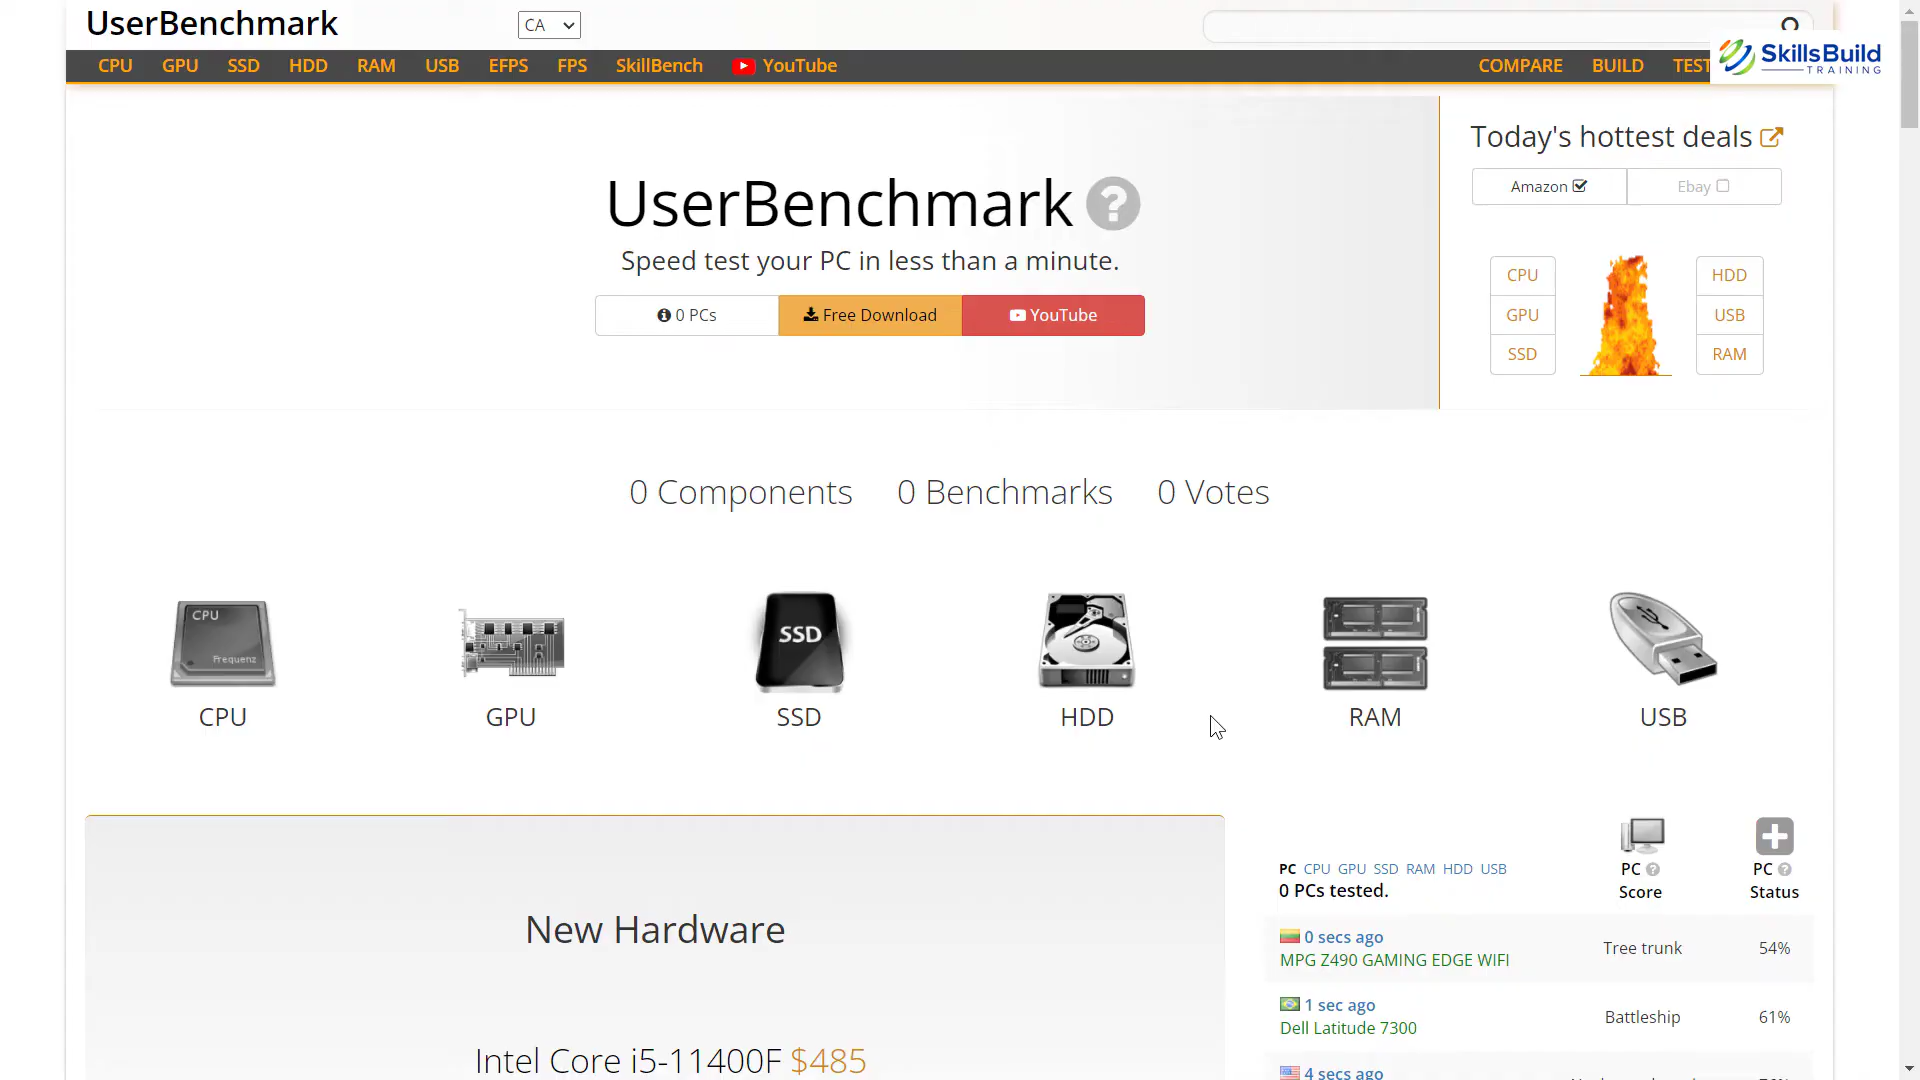 UserBenchmark
CA
CPU GPU SSD HDD RAM USB EFPS FPS SkillBench YouTube
COMPARE BUILD TEST
SkillsBuild
TRAINING
UserBenchmark ?
Speed test your PC in less than a minute.
0 PCs Free Download YouTube
Today's hottest deals
Amazon Ebay
CPU HDD
GPU USB
SSD RAM
0 Components 0 Benchmarks 0 Votes
CPU
Frequenz
SSD
CPU GPU SSD HDD RAM USB
New Hardware
Intel Core i5-11400F $485
PC CPU GPU SSD RAM HDD USB
0 PCs tested.
PC ?
Score
PC ?
Status
0 secs ago
MPG Z490 GAMING EDGE WIFI
Tree trunk 54%
1 sec ago
Dell Latitude 7300
Battleship 61%
4 secs ago